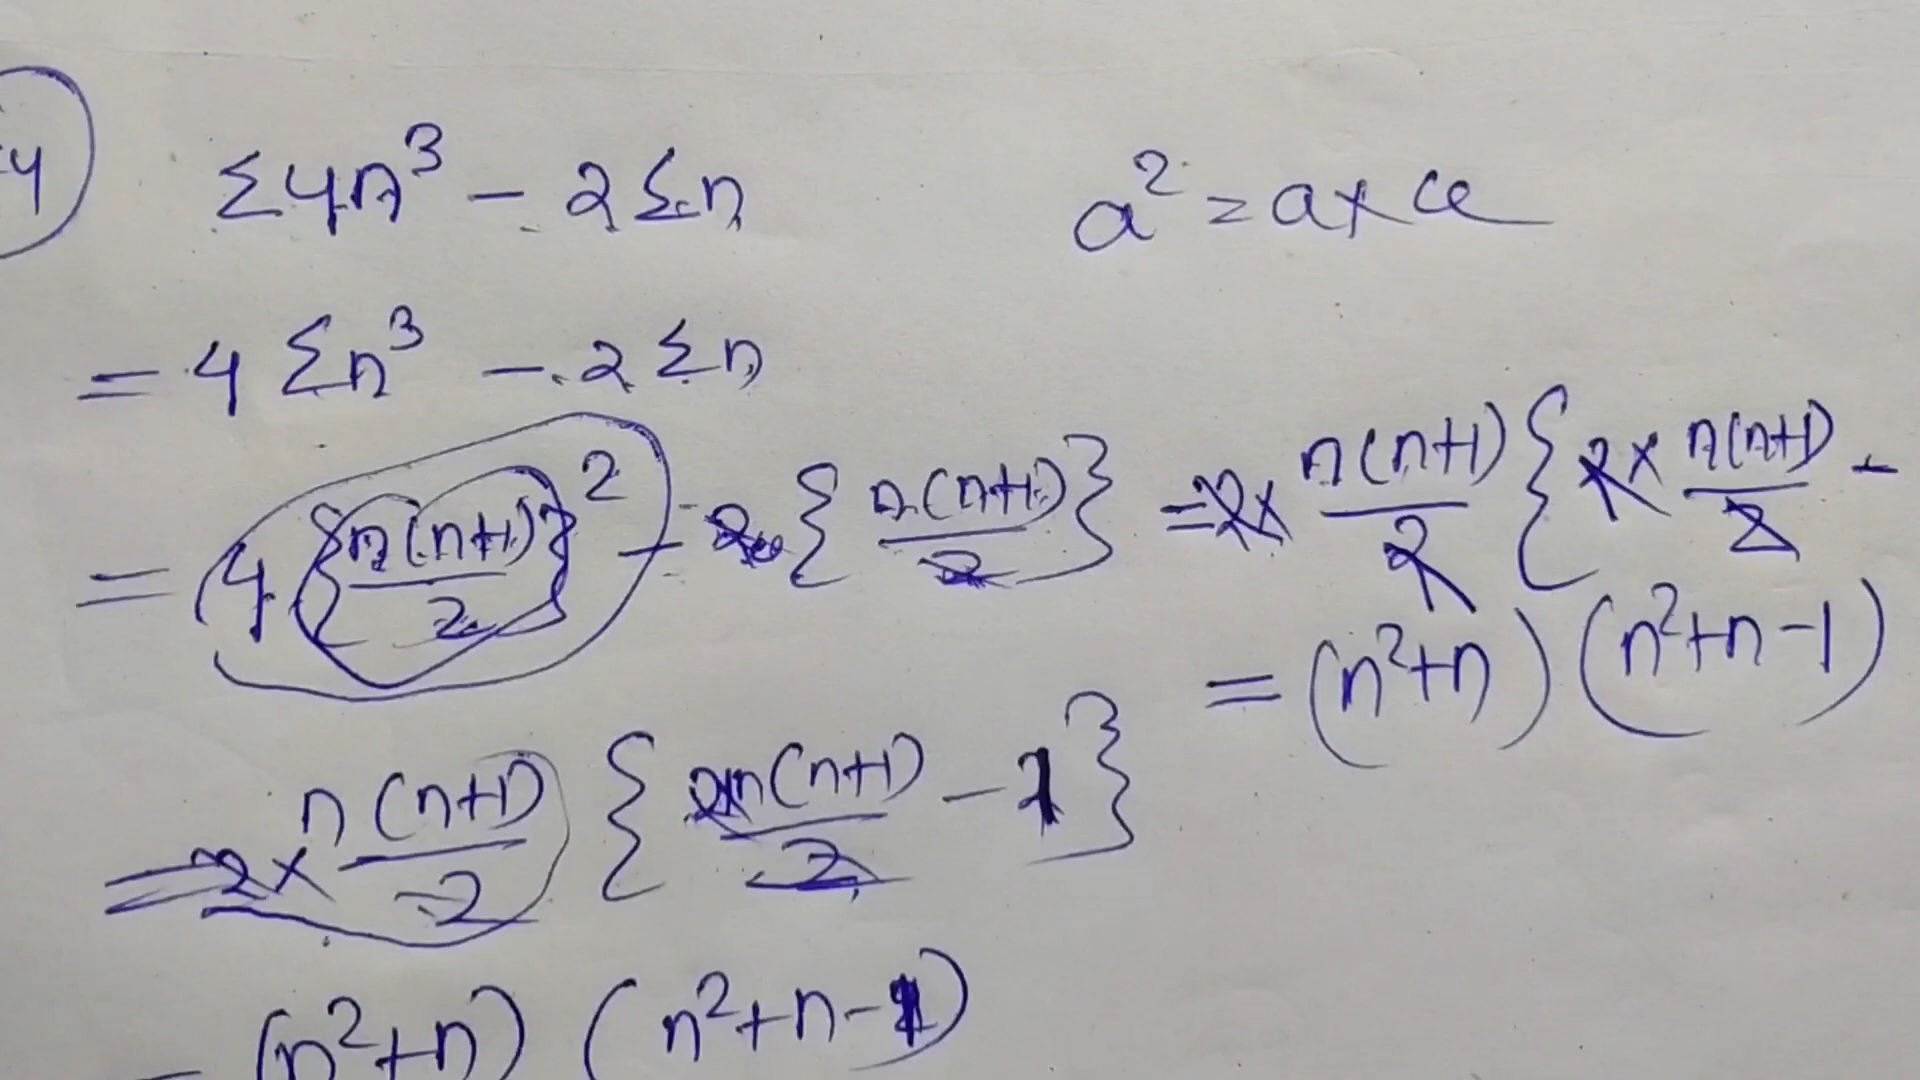 4
Σ4n³ - 2Σn
a² = a×a
= 4Σn³ - 2Σn
= 4{n(n+1)/2}² - 2{n(n+1)/2}
= 2× n(n+1)/2 {2× n(n+1)/2 -
= (n²+n) (n²+n-1)
= 2× n(n+1)/2 {2n(n+1)/2 - 1}
= (n²+n) (n²+n-1)